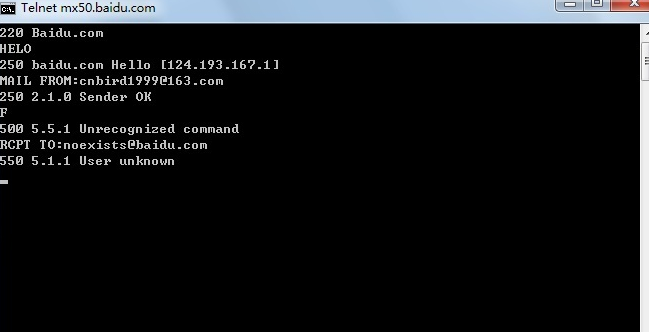 Telnet mx50.baidu.com
220 Baidu.com
HELO
250 baidu.com Hello [124.193.167.1]
MAIL FROM:cnbird1999@163.com
250 2.1.0 Sender OK
F
500 5.5.1 Unrecognized command
RCPT TO:noexists@baidu.com
550 5.1.1 User unknown